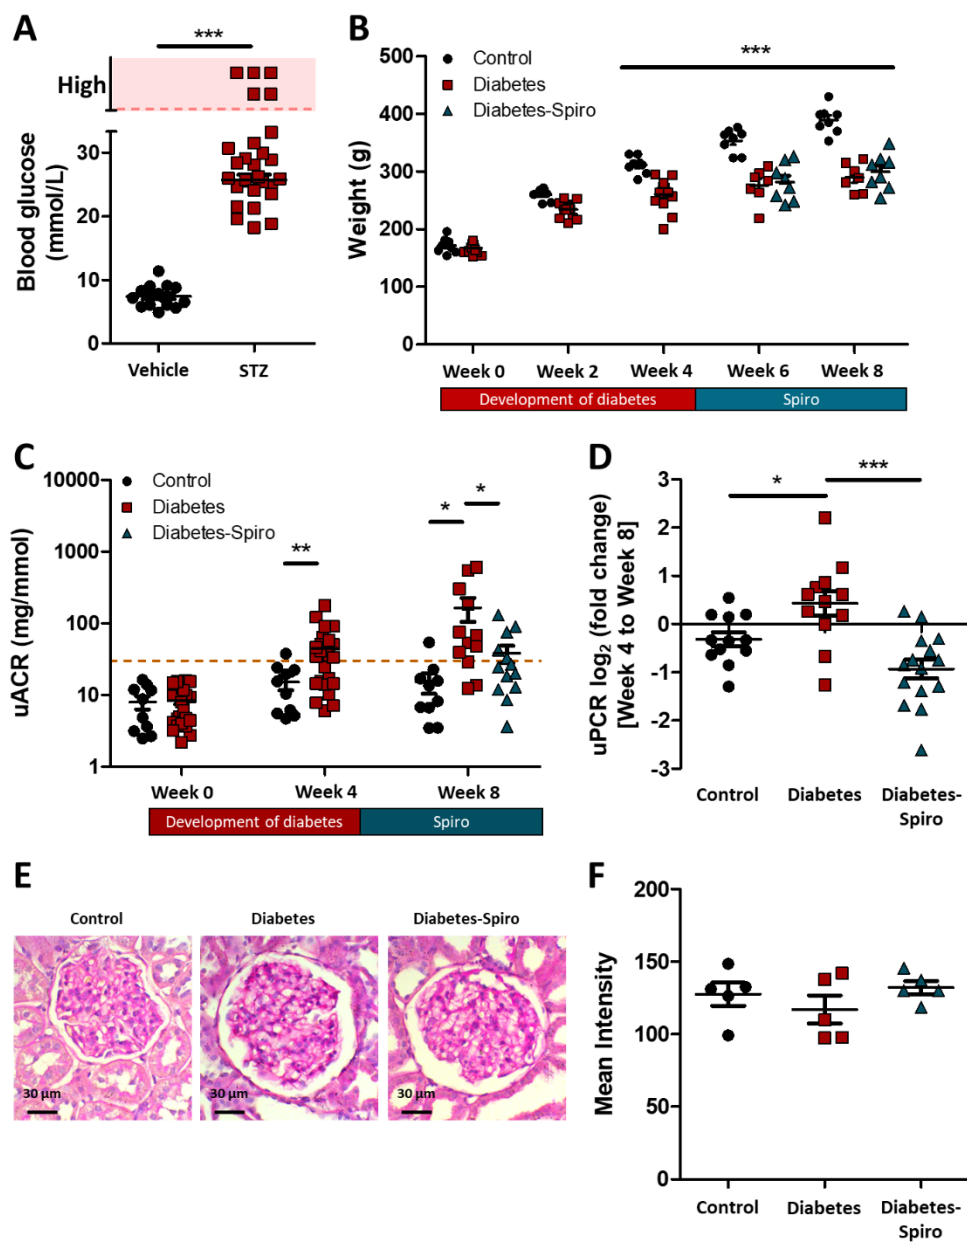 A
***
High
Blood glucose
(mmol/L)
30
20
10
0
Vehicle
STZ
B
Control
Diabetes
Diabetes-Spiro
***
Weight (g)
500
400
300
200
100
0
Week 0
Week 2
Week 4
Week 6
Week 8
Development of diabetes
Spiro
C
Control
Diabetes
Diabetes-Spiro
**
*
*
uACR (mg/mmol)
10000
1000
100
10
1
Week 0
Week 4
Week 8
Development of diabetes
Spiro
D
*
***
uPCR log2 (fold change)
[Week 4 to Week 8]
3
2
1
0
-1
-2
-3
Control
Diabetes
Diabetes-
Spiro
E
Control
Diabetes
Diabetes-Spiro
30 µm
30 µm
30 µm
F
Mean Intensity
200
150
100
50
0
Control
Diabetes
Diabetes-
Spiro